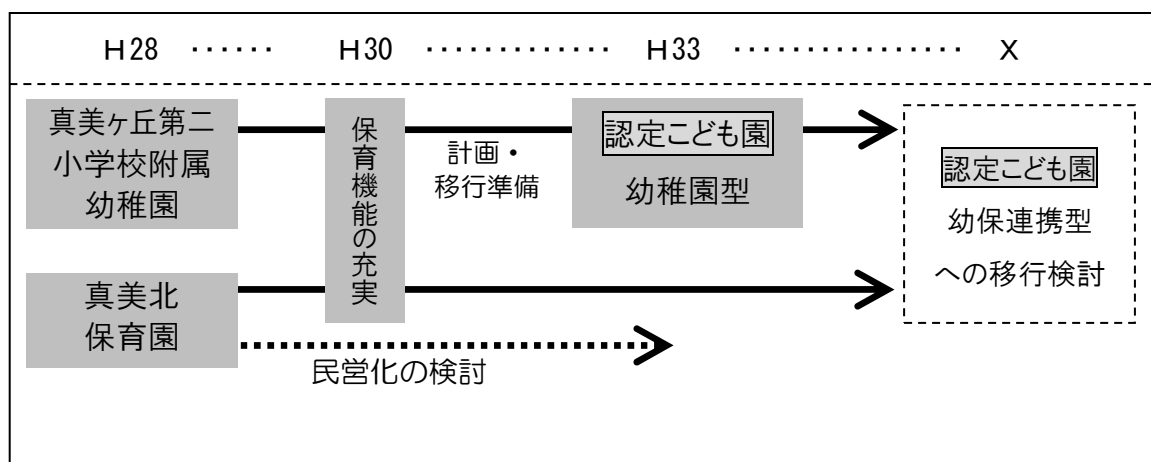 H28 ‥‥‥ H30 ‥‥‥‥‥‥‥ H33 ‥‥‥‥‥‥‥‥‥ X
真美ヶ丘第二
小学校附属
幼稚園
保育機能の充実
計画・
移行準備
認定こども園
幼稚園型
認定こども園
幼保連携型
への移行検討
真美北
保育園
民営化の検討